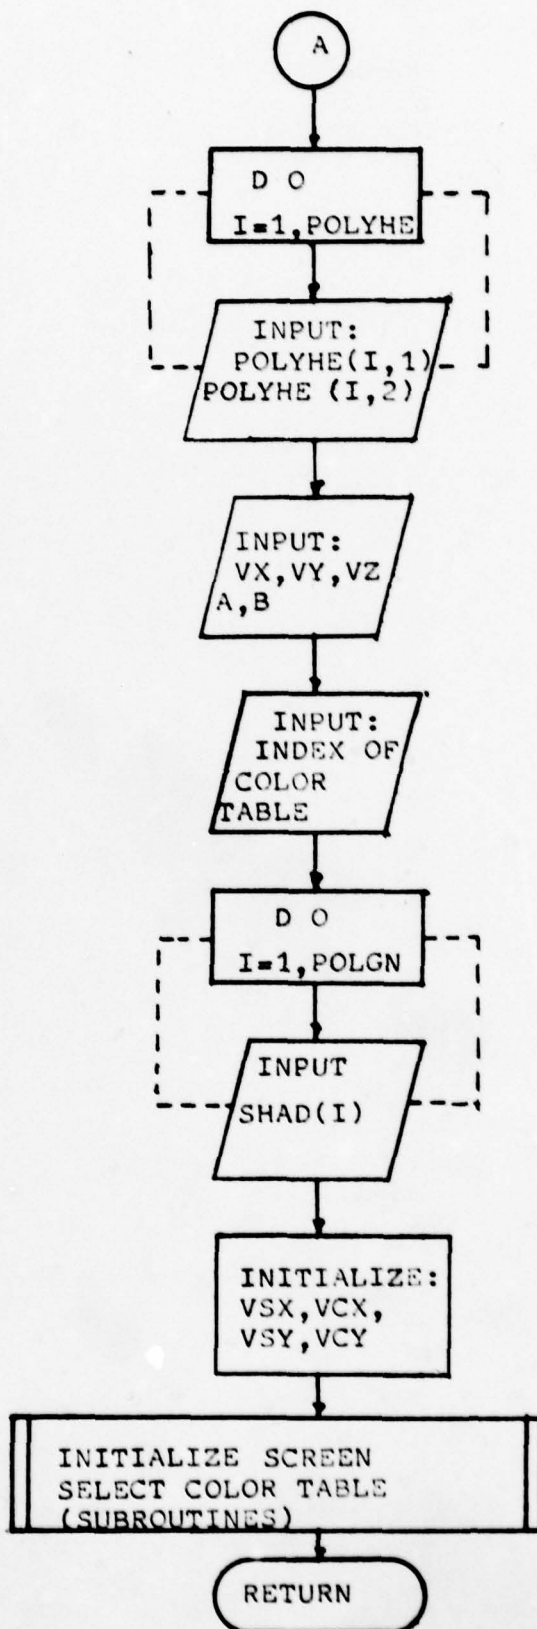 A
D O
I=1,POLYHE
INPUT:
POLYHE(I,1)
POLYHE (I,2)
INPUT:
VX,VY,VZ
A,B
INPUT:
INDEX OF
COLOR
TABLE
D O
I=1,POLGN
INPUT
SHAD(I)
INITIALIZE:
VSX,VCX,
VSY,VCY
INITIALIZE SCREEN
SELECT COLOR TABLE
(SUBROUTINES)
RETURN